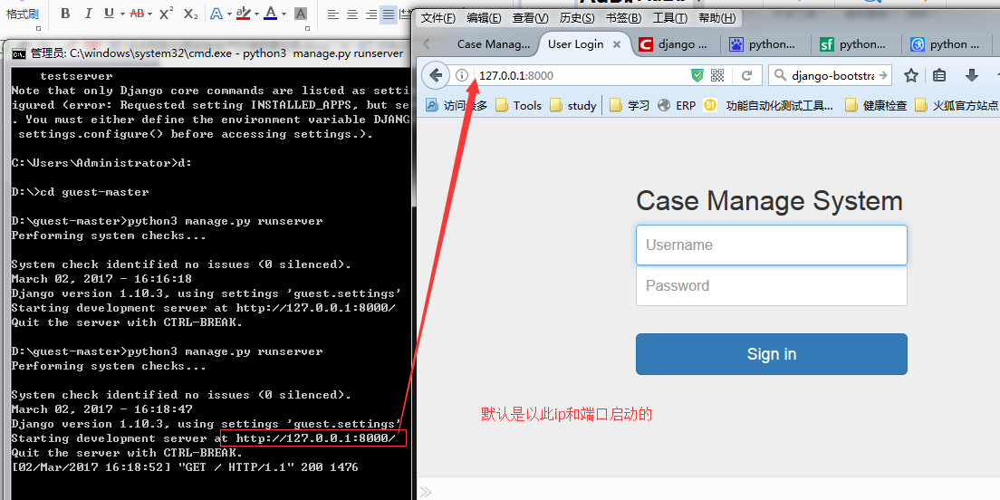 格式刷
B I U AB X² X₂ A A A
文件(F) 编辑(E) 查看(V) 历史(S) 书签(B) 工具(T) 帮助(H)
管理员: C:\windows\system32\cmd.exe - python3 manage.py runserver
testserver
Note that only Django core commands are listed as setti
igured (error: Requested setting INSTALLED_APPS, but se
. You must either define the environment variable DJANG
settings.configure() before accessing settings.).
C:\Users\Administrator>d:
D:\>cd guest-master
D:\guest-master>python3 manage.py runserver
Performing system checks...
System check identified no issues (0 silenced).
March 02, 2017 - 16:16:18
Django version 1.10.3, using settings 'guest.settings'
Starting development server at http://127.0.0.1:8000/
Quit the server with CTRL-BREAK.
D:\guest-master>python3 manage.py runserver
Performing system checks...
System check identified no issues (0 silenced).
March 02, 2017 - 16:18:47
Django version 1.10.3, using settings 'guest.settings'
Starting development server at http://127.0.0.1:8000/
Quit the server with CTRL-BREAK.
[02/Mar/2017 16:18:52] "GET / HTTP/1.1" 200 1476
Case Manag... User Login django ... python... python... python ...
127.0.0.1:8000 django-bootstra
访问最多 Tools study 学习 ERP 51 功能自动化测试工具... 健康检查 火狐官方站点
Case Manage System
Username
Password
Sign in
默认是以此ip和端口启动的